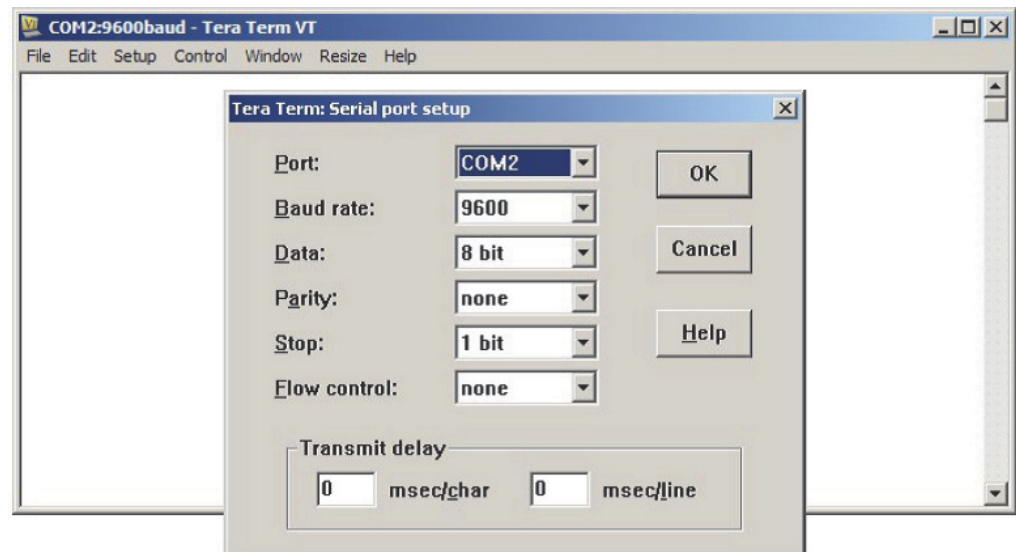 COM2:9600baud - Tera Term VT
File Edit Setup Control Window Resize Help
Tera Term: Serial port setup
Port: COM2
OK
Baud rate: 9600
Data: 8 bit
Cancel
Parity: none
Stop: 1 bit
Help
Flow control: none
Transmit delay
0 msec/char 0 msec/line